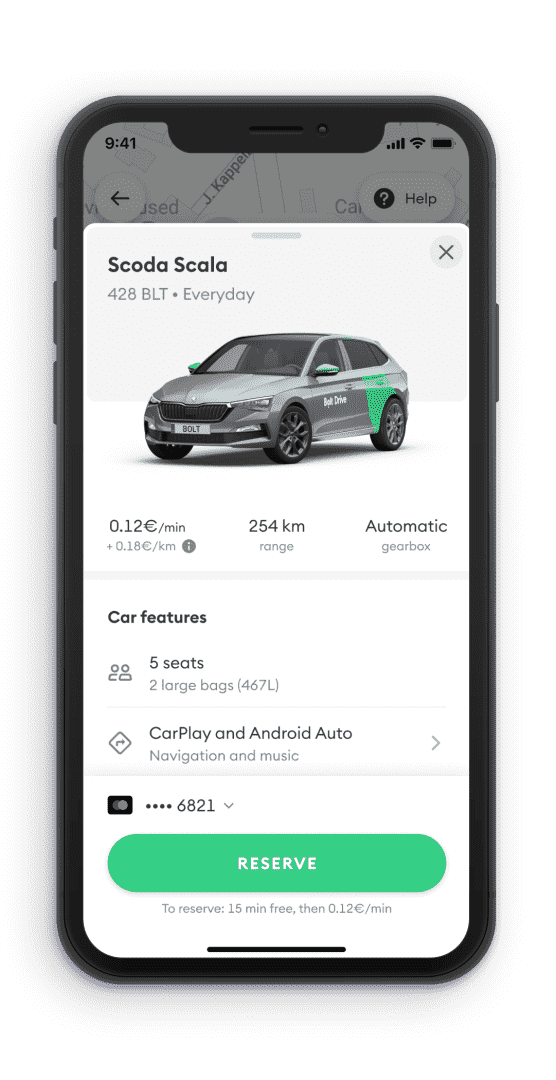 9:41
J. Kappeli
used
Help
Scoda Scala
428 BLT • Everyday
Bolt Drive
BOLT
0.12€/min
254 km
Automatic
+ 0.18€/km
range
gearbox
Car features
5 seats
2 large bags (467L)
CarPlay and Android Auto
Navigation and music
•••• 6821
RESERVE
To reserve: 15 min free, then 0.12€/min